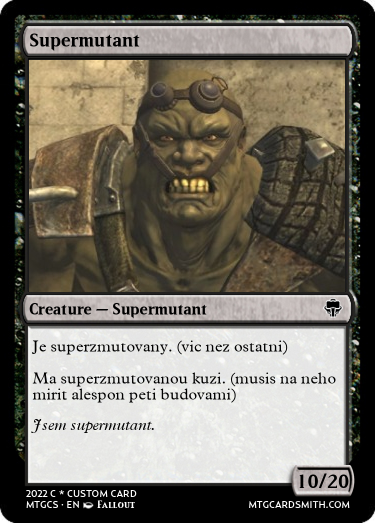 Supermutant
Creature — Supermutant
Je superzmutovany. (vic nez ostatni)
Ma superzmutovanou kuzi. (musis na neho
mirit alespon peti budovami)
Jsem supermutant.
10/20
2022 C * CUSTOM CARD
MTGCS • EN Fallout
MTGCARDSMITH.COM